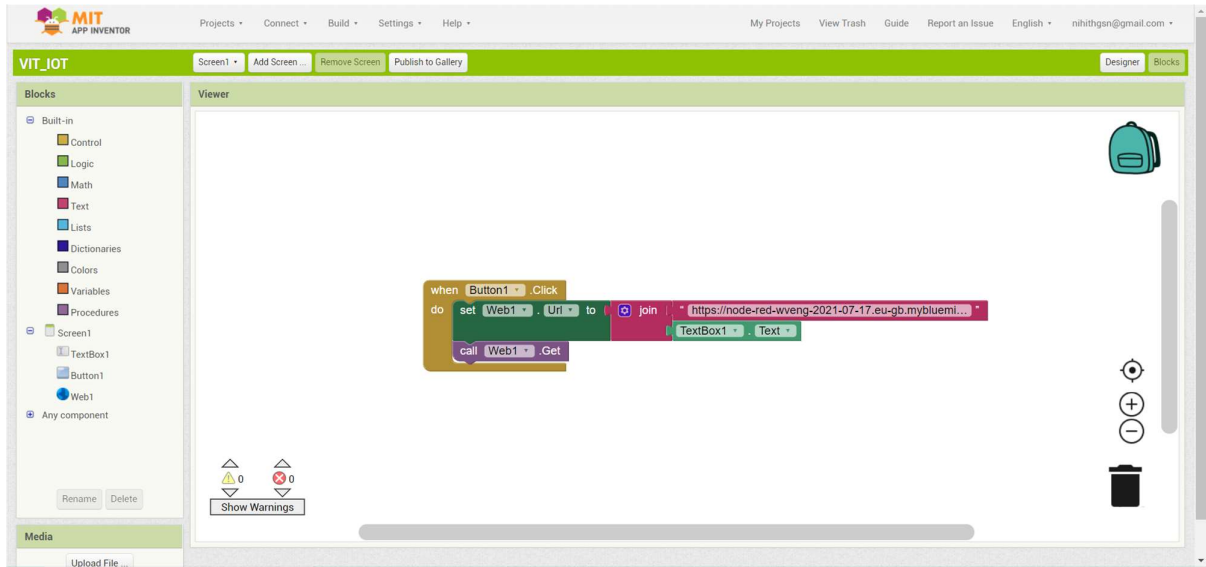 MIT
APP INVENTOR
Projects Connect Build Settings Help My Projects View Trash Guide Report an Issue English nihithgsn@gmail.com
VIT_IOT Screen1 Add Screen ... Remove Screen Publish to Gallery Designer Blocks
Blocks Viewer
Built-in
Control
Logic
Math
Text
Lists
Dictionaries
Colors
Variables
Procedures
Screen1
TextBox1
Button1
Web1
Any component
Rename Delete
Media
Upload File ...
when Button1 .Click
do set Web1 . Url to join " https://node-red-wveng-2021-07-17.eu-gb.mybluemi... "
TextBox1 . Text
call Web1 .Get
0 0
Show Warnings